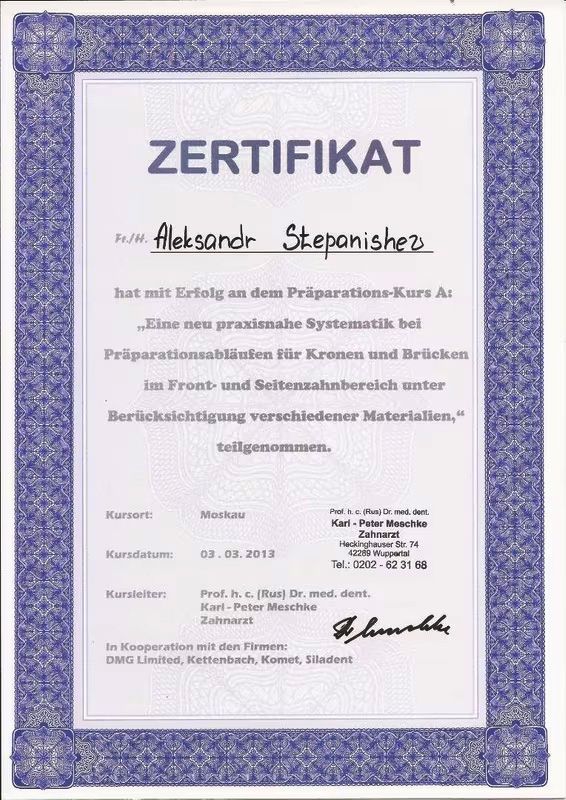 ZERTIFIKAT
Fr./H. Aleksandr Stepanishev
hat mit Erfolg an dem Präparations-Kurs A:
„Eine neu praxisnahe Systematik bei
Präparationsabläufen für Kronen und Brücken
im Front- und Seitenzahnbereich unter
Berücksichtigung verschiedener Materialien,“
teilgenommen.
Kursort: Moskau
Kursdatum: 03 . 03. 2013
Kursleiter: Prof. h. c. (Rus) Dr. med. dent.
Karl - Peter Meschke
Zahnarzt
Prof. h. c. (Rus) Dr. med. dent.
Karl - Peter Meschke
Zahnarzt
Heckinghauser Str. 74
42289 Wuppertal
Tel.: 0202 - 62 31 68
In Kooperation mit den Firmen:
DMG Limited, Kettenbach, Komet, Siladent